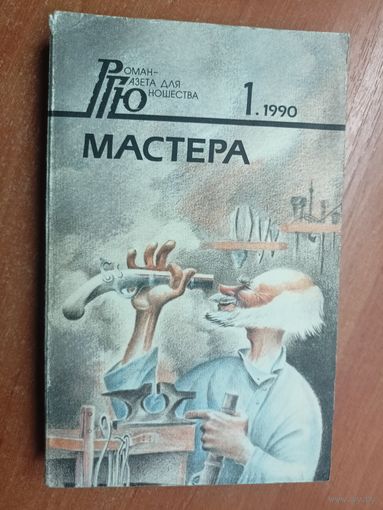 РОМАН-
ГАЗЕТА ДЛЯ
ЮНОШЕСТВА
1.1990
МАСТЕРА